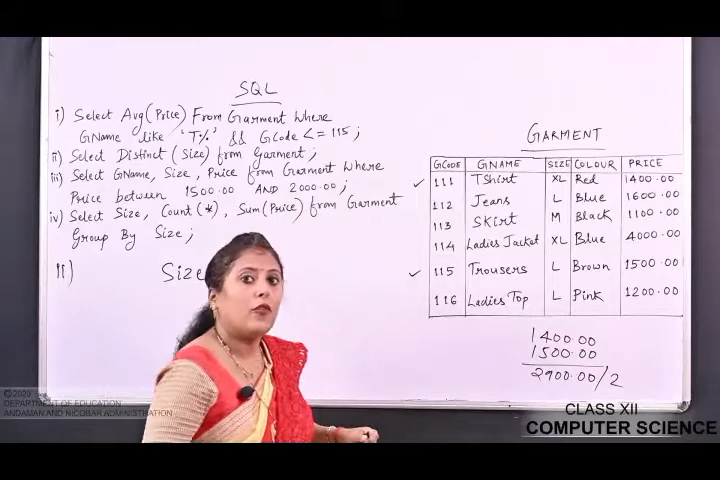 SQL
i) Select Avg(Price) From Garment Where
GName like 'T%' && GCode <= 115;
ii) Select Distinct (Size) from Garment;
iii) Select GName, Size, Price from Garment Where
Price between 1500.00 AND 2000.00;
iv) Select Size, Count(*), Sum(Price) from Garment
Group By Size;
II) Size
GARMENT
GCODE GNAME SIZE COLOUR PRICE
✓ 111 TShirt XL Red 1400.00
112 Jeans L Blue 1600.00
113 Skirt M Black 1100.00
114 Ladies Jacket XL Blue 4000.00
✓ 115 Trousers L Brown 1500.00
116 Ladies Top L Pink 1200.00
1400.00
1500.00
2900.00/2
©2020
DEPARTMENT OF EDUCATION
ANDAMAN AND NICOBAR ADMINISTRATION
CLASS XII
COMPUTER SCIENCE